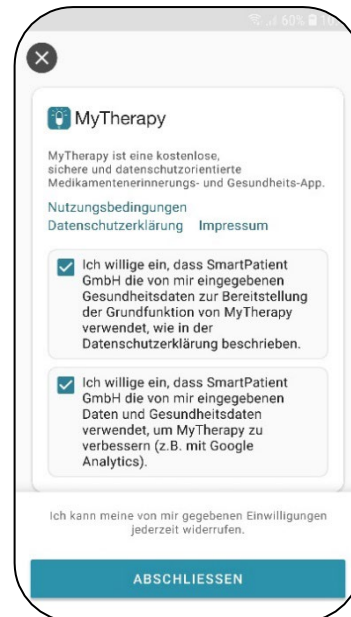 60%
MyTherapy
MyTherapy ist eine kostenlose,
sichere und datenschutzorientierte
Medikamentenerinnerungs- und Gesundheits-App.
Nutzungsbedingungen
Datenschutzerklärung Impressum
Ich willige ein, dass SmartPatient
GmbH die von mir eingegebenen
Gesundheitsdaten zur Bereitstellung
der Grundfunktion von MyTherapy
verwendet, wie in der
Datenschutzerklärung beschrieben.
Ich willige ein, dass SmartPatient
GmbH die von mir eingegebenen
Daten und Gesundheitsdaten
verwendet, um MyTherapy zu
verbessern (z.B. mit Google
Analytics).
Ich kann meine von mir gegebenen Einwilligungen
jederzeit widerrufen.
ABSCHLIESSEN